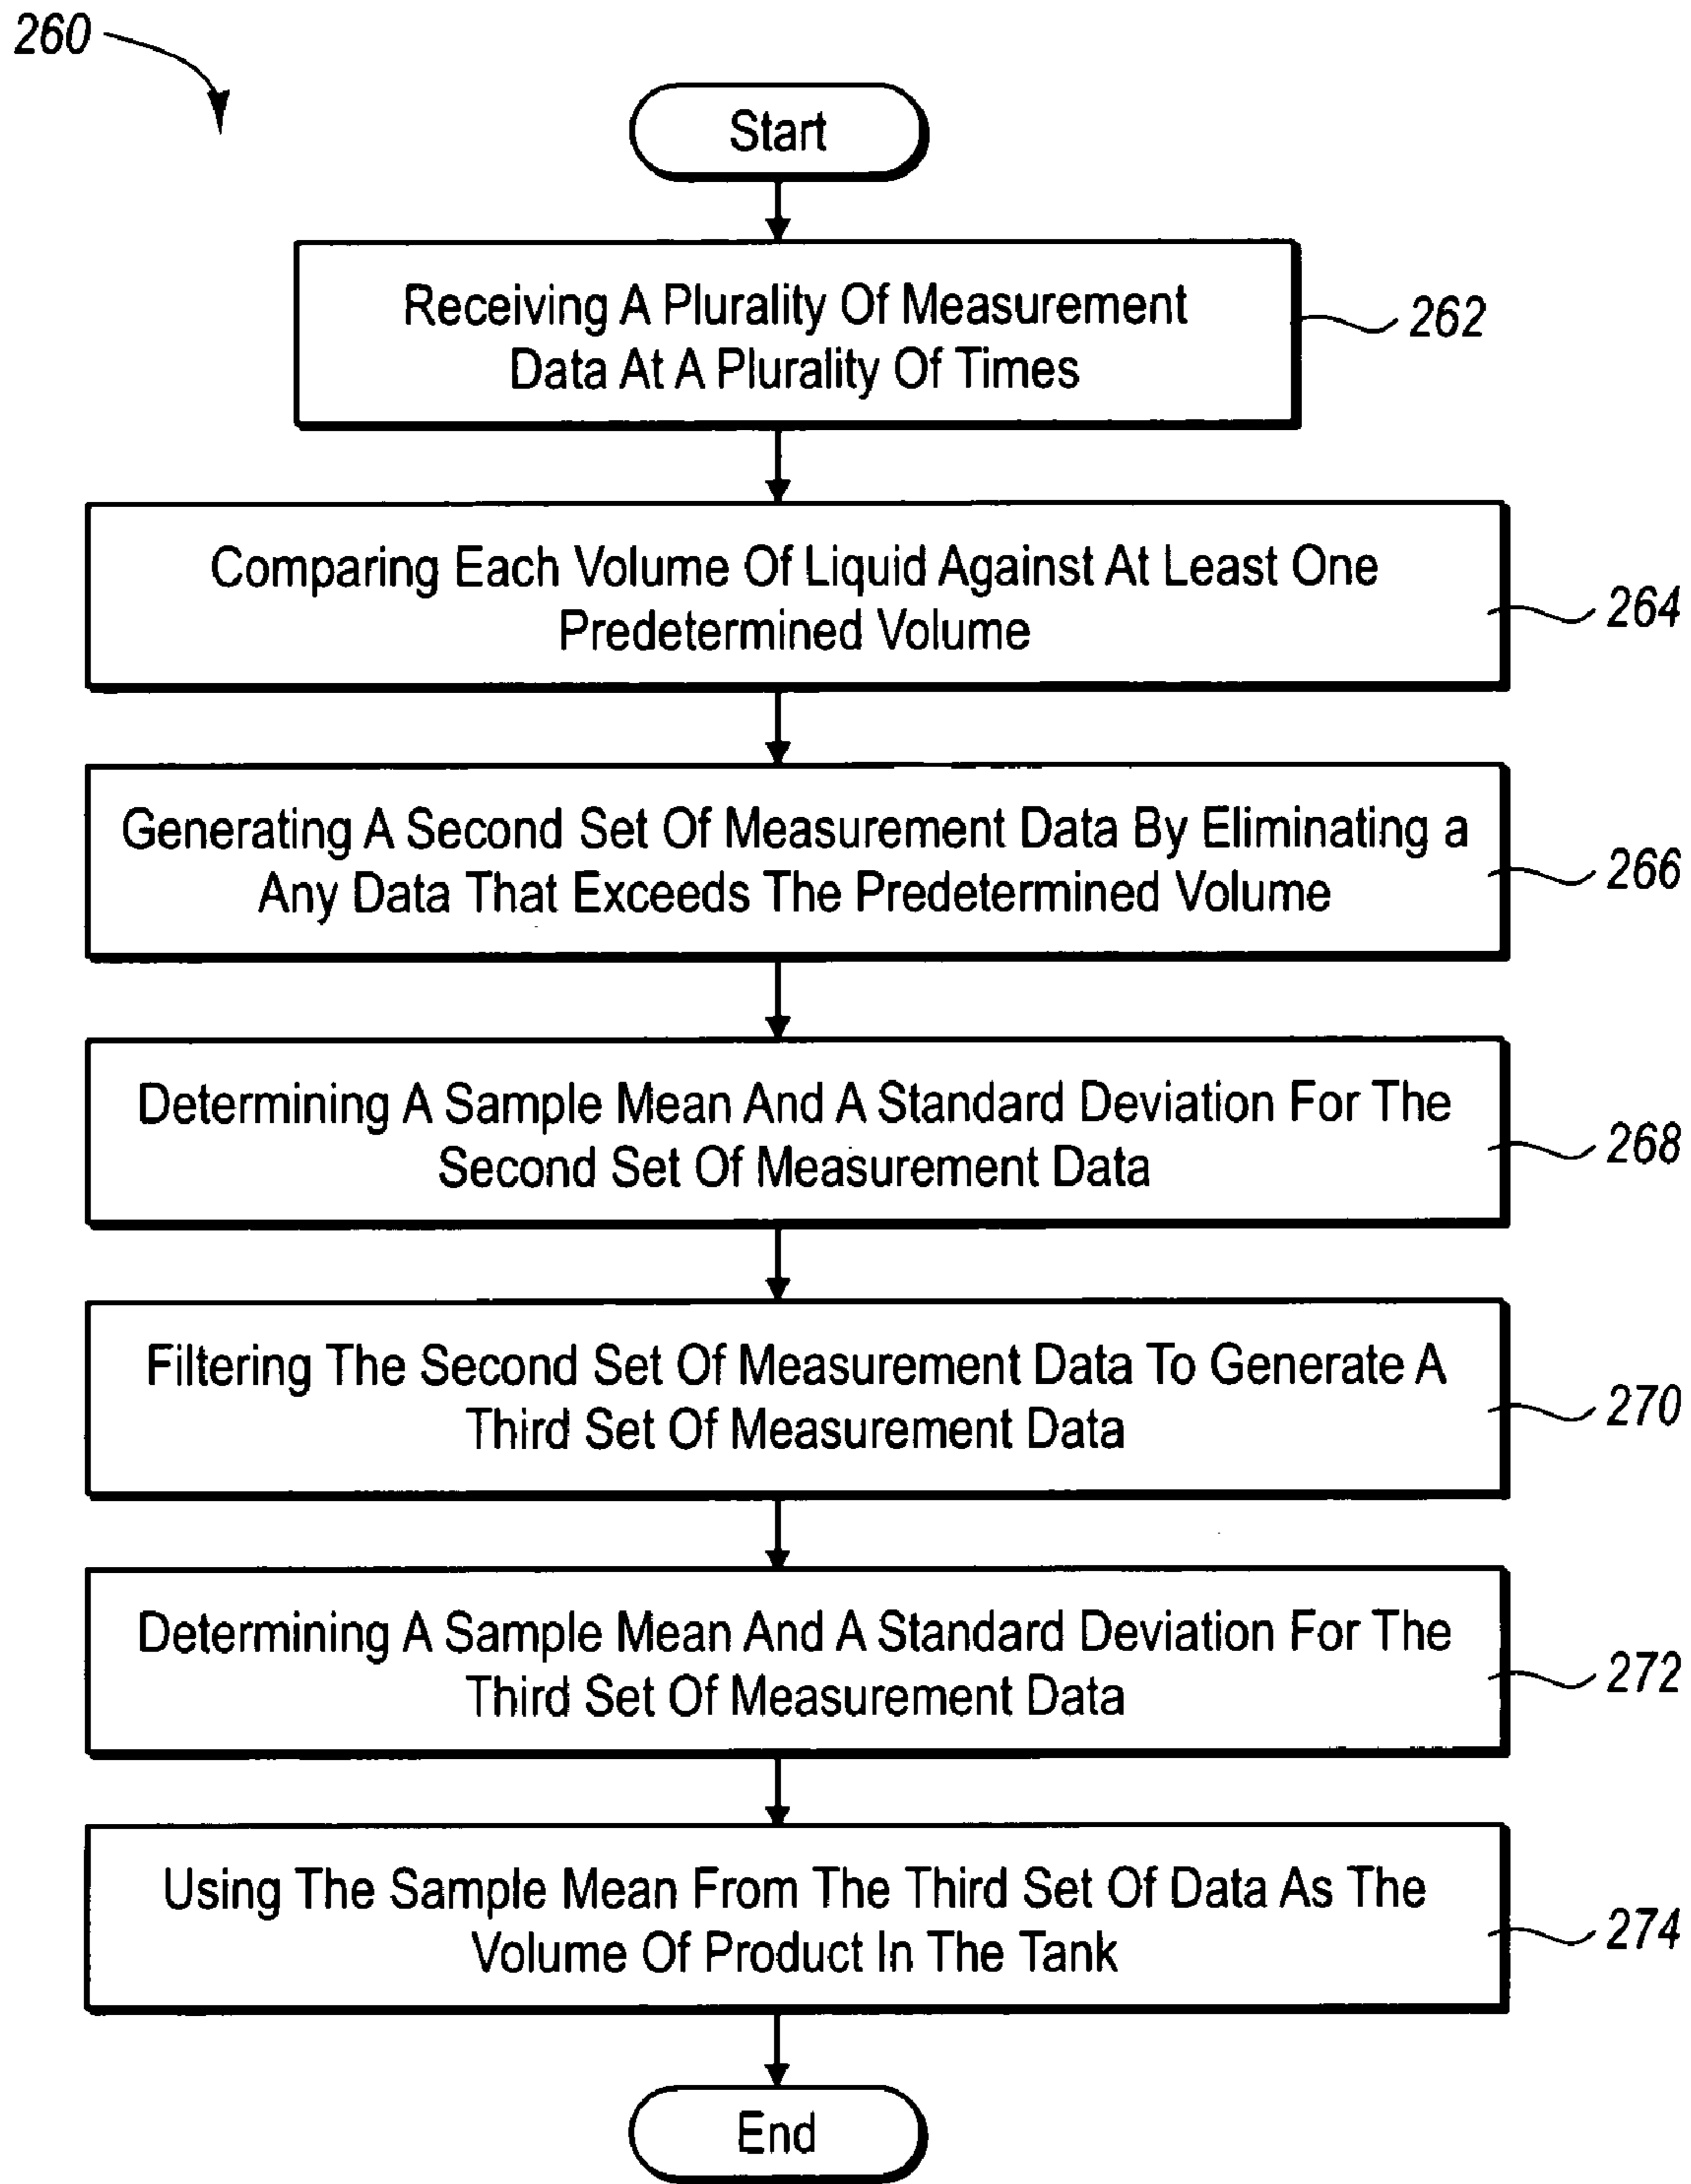 260
Start
Receiving A Plurality Of Measurement
Data At A Plurality Of Times
262
Comparing Each Volume Of Liquid Against At Least One
Predetermined Volume
264
Generating A Second Set Of Measurement Data By Eliminating a
Any Data That Exceeds The Predetermined Volume
266
Determining A Sample Mean And A Standard Deviation For The
Second Set Of Measurement Data
268
Filtering The Second Set Of Measurement Data To Generate A
Third Set Of Measurement Data
270
Determining A Sample Mean And A Standard Deviation For The
Third Set Of Measurement Data
272
Using The Sample Mean From The Third Set Of Data As The
Volume Of Product In The Tank
274
End